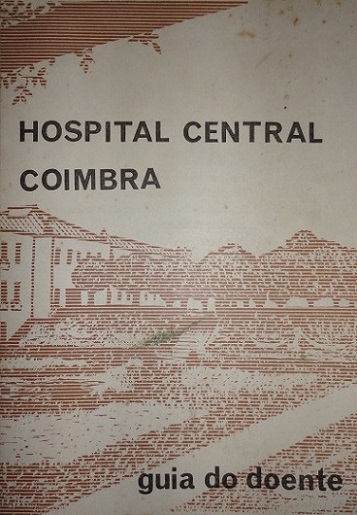 HOSPITAL CENTRAL
COIMBRA
guia do doente